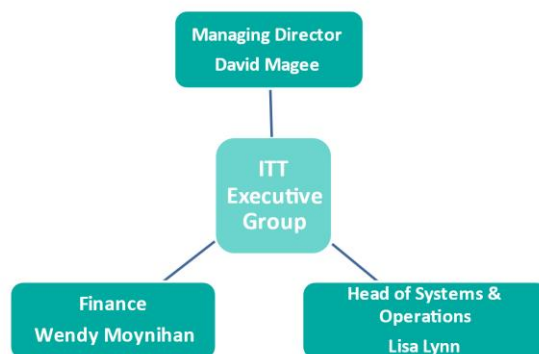 Managing Director
David Magee
ITT
Executive
Group
Finance
Wendy Moynihan
Head of Systems &
Operations
Lisa Lynn